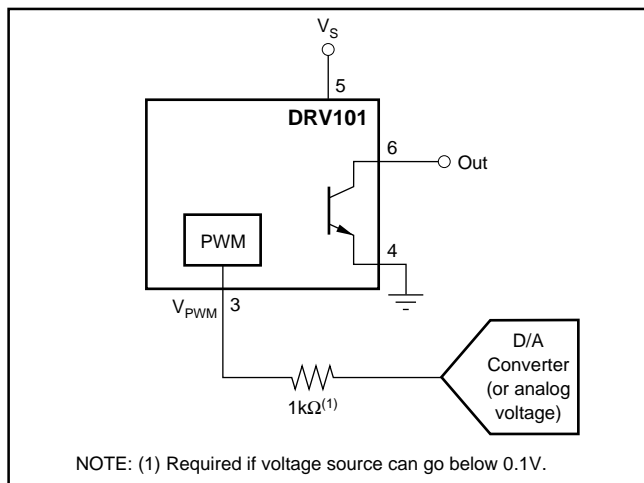 V_S
5
DRV101
6
Out
PWM
4
V_PWM
3
1kΩ(1)
D/A
Converter
(or analog
voltage)
NOTE: (1) Required if voltage source can go below 0.1V.